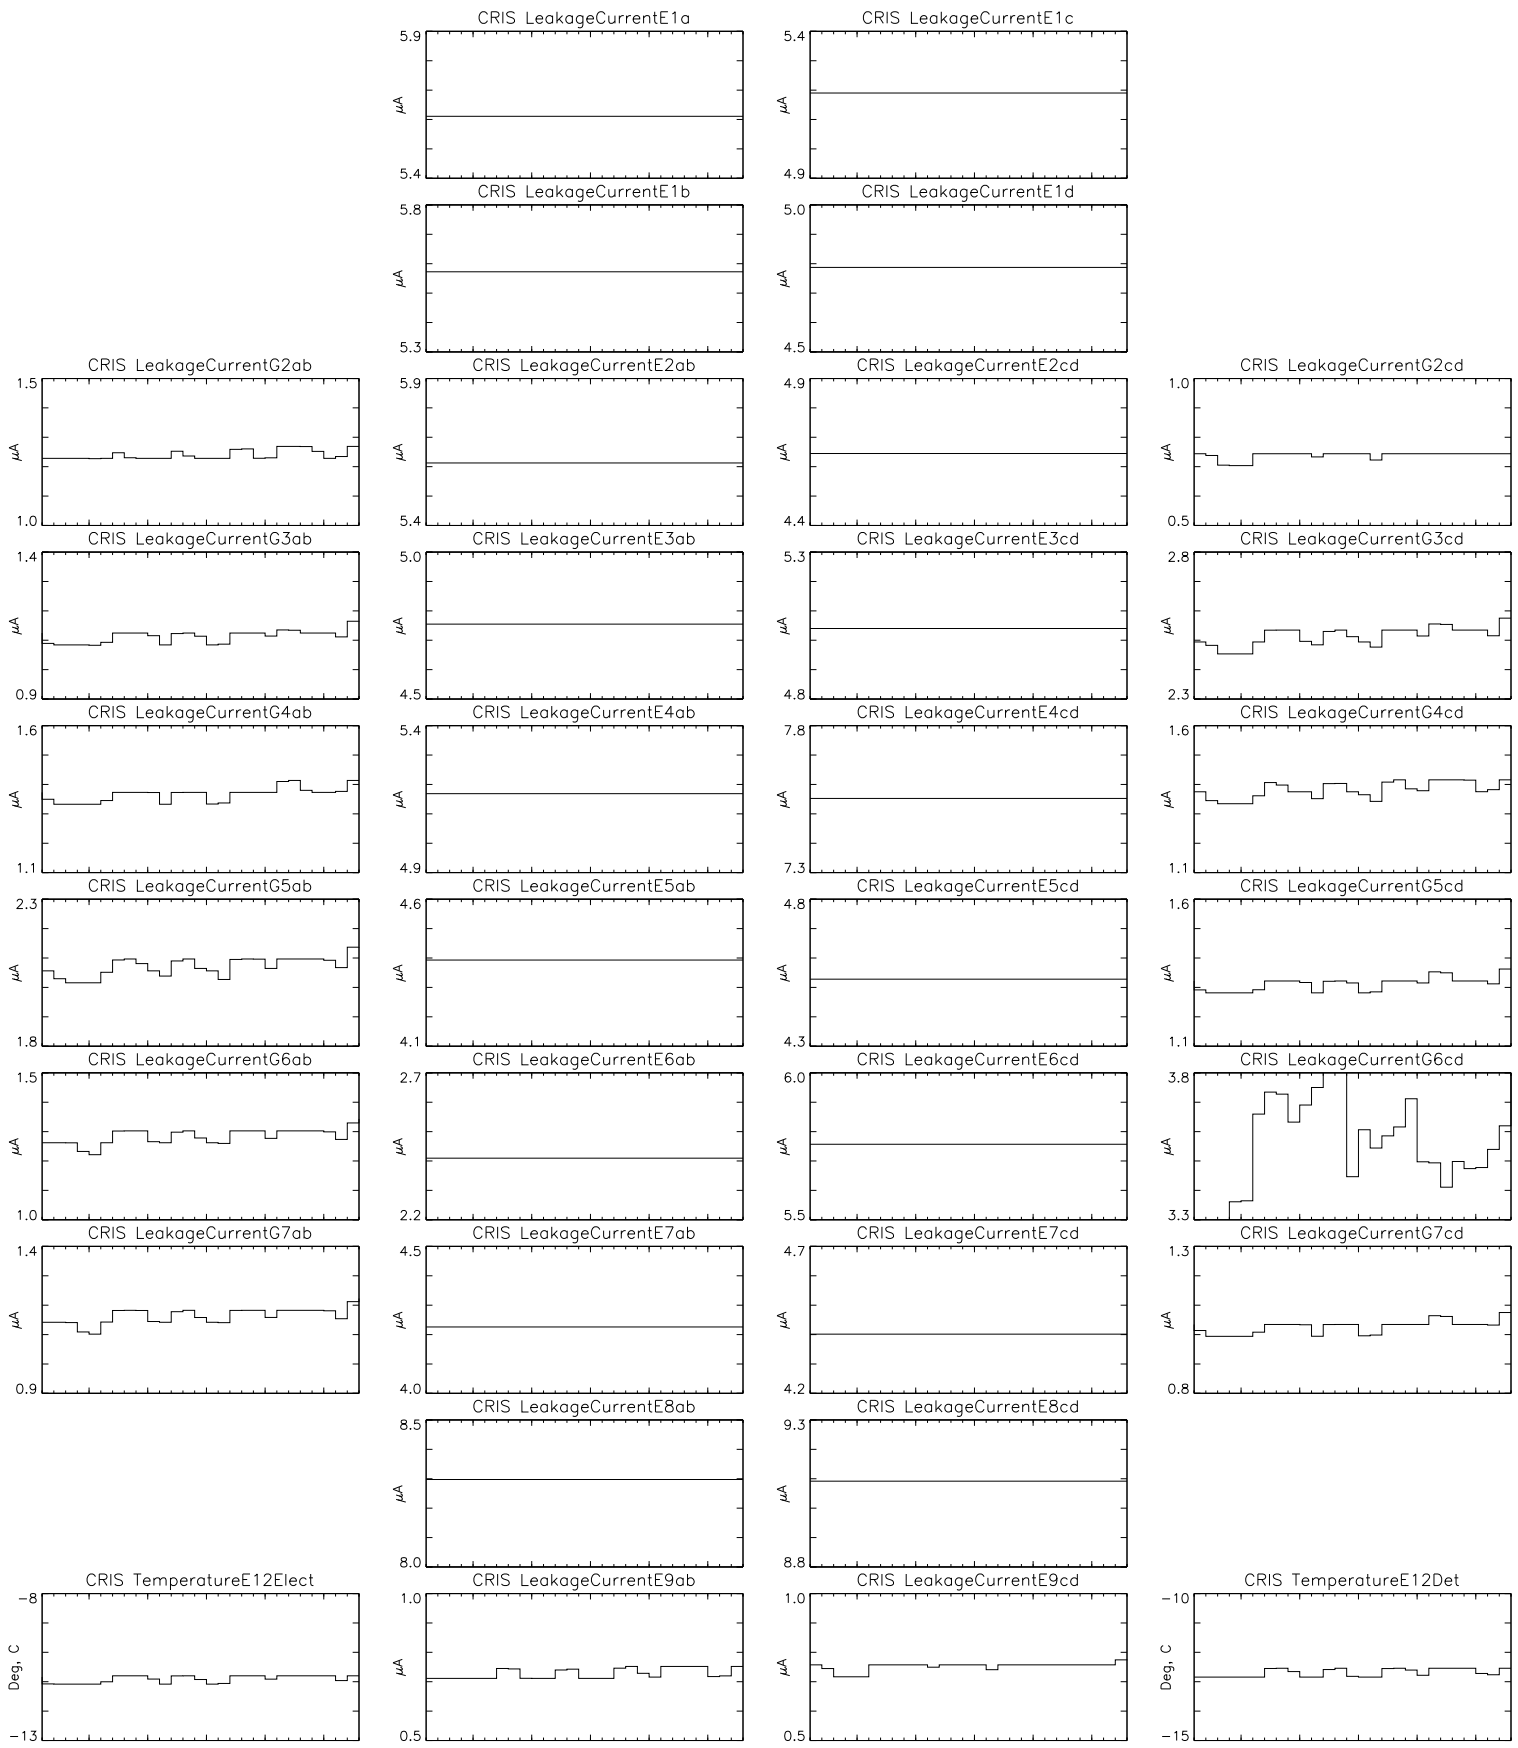 CRIS LeakageCurrentE1a CRIS LeakageCurrentE1c
5.9 5.4
µA µA
5.4 4.9
CRIS LeakageCurrentE1b CRIS LeakageCurrentE1d
5.8 5.0
µA µA
5.3 4.5
CRIS LeakageCurrentG2ab CRIS LeakageCurrentE2ab CRIS LeakageCurrentE2cd CRIS LeakageCurrentG2cd
1.5 5.9 4.9 1.0
µA µA µA µA
1.0 5.4 4.4 0.5
CRIS LeakageCurrentG3ab CRIS LeakageCurrentE3ab CRIS LeakageCurrentE3cd CRIS LeakageCurrentG3cd
1.4 5.0 5.3 2.8
µA µA µA µA
0.9 4.5 4.8 2.3
CRIS LeakageCurrentG4ab CRIS LeakageCurrentE4ab CRIS LeakageCurrentE4cd CRIS LeakageCurrentG4cd
1.6 5.4 7.8 1.6
µA µA µA µA
1.1 4.9 7.3 1.1
CRIS LeakageCurrentG5ab CRIS LeakageCurrentE5ab CRIS LeakageCurrentE5cd CRIS LeakageCurrentG5cd
2.3 4.6 4.8 1.6
µA µA µA µA
1.8 4.1 4.3 1.1
CRIS LeakageCurrentG6ab CRIS LeakageCurrentE6ab CRIS LeakageCurrentE6cd CRIS LeakageCurrentG6cd
1.5 2.7 6.0 3.8
µA µA µA µA
1.0 2.2 5.5 3.3
CRIS LeakageCurrentG7ab CRIS LeakageCurrentE7ab CRIS LeakageCurrentE7cd CRIS LeakageCurrentG7cd
1.4 4.5 4.7 1.3
µA µA µA µA
0.9 4.0 4.2 0.8
CRIS LeakageCurrentE8ab CRIS LeakageCurrentE8cd
8.5 9.3
µA µA
8.0 8.8
CRIS TemperatureE12Elect CRIS LeakageCurrentE9ab CRIS LeakageCurrentE9cd CRIS TemperatureE12Det
-8 1.0 1.0 -10
Deg, C µA µA Deg, C
-13 0.5 0.5 -15